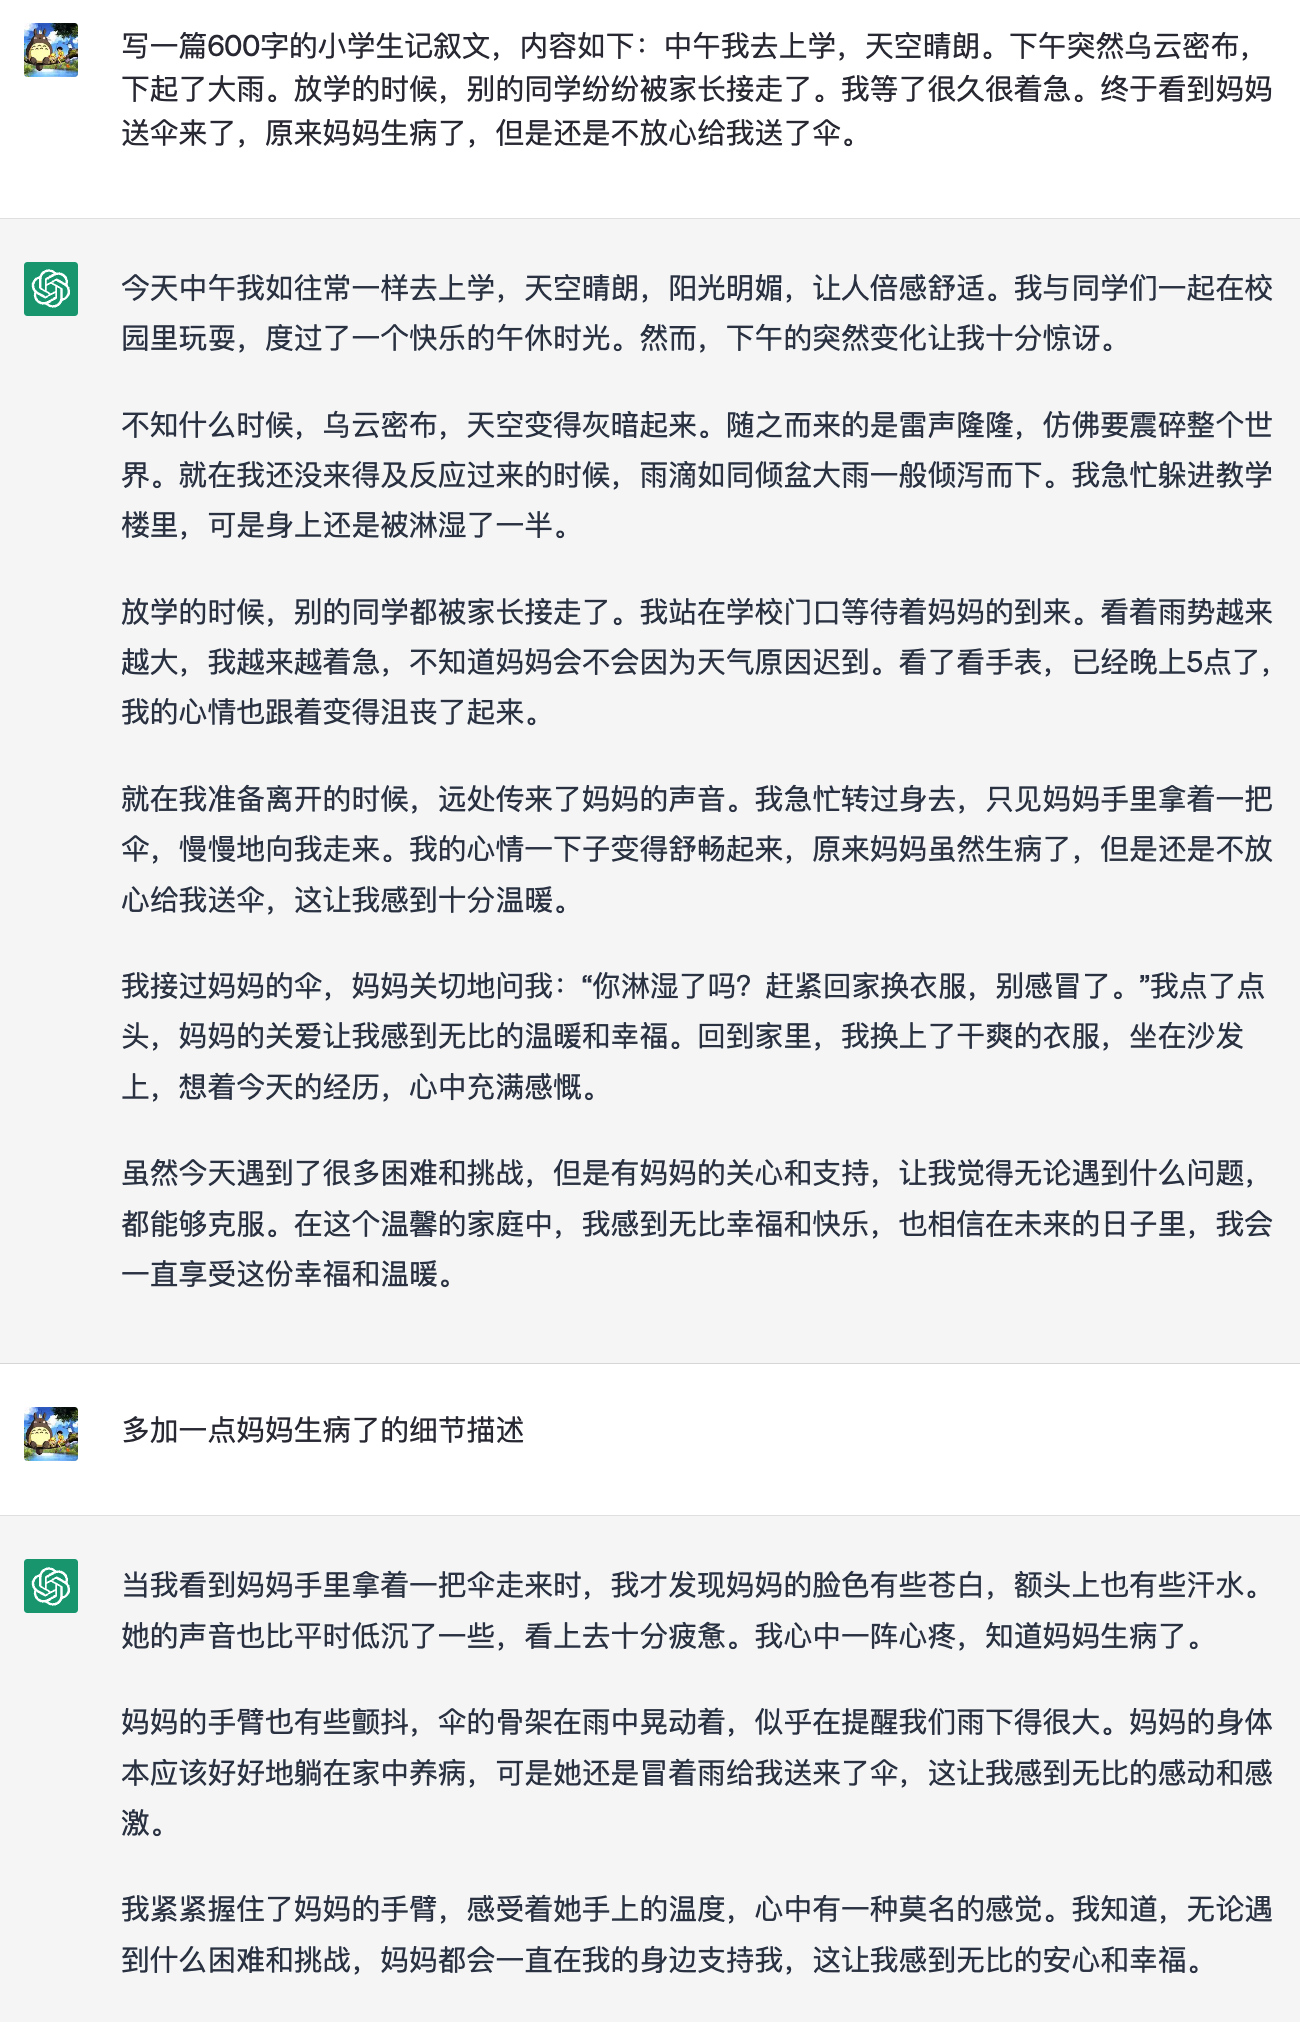 写一篇600字的小学生记叙文，内容如下：中午我去上学，天空晴朗。下午突然乌云密布，
下起了大雨。放学的时候，别的同学纷纷被家长接走了。我等了很久很着急。终于看到妈妈
送伞来了，原来妈妈生病了，但是还是不放心给我送了伞。
今天中午我如往常一样去上学，天空晴朗，阳光明媚，让人倍感舒适。我与同学们一起在校
园里玩耍，度过了一个快乐的午休时光。然而，下午的突然变化让我十分惊讶。
不知什么时候，乌云密布，天空变得灰暗起来。随之而来的是雷声隆隆，仿佛要震碎整个世
界。就在我还没来得及反应过来的时候，雨滴如同倾盆大雨一般倾泻而下。我急忙躲进教学
楼里，可是身上还是被淋湿了一半。
放学的时候，别的同学都被家长接走了。我站在学校门口等待着妈妈的到来。看着雨势越来
越大，我越来越着急，不知道妈妈会不会因为天气原因迟到。看了看手表，已经晚上5点了，
我的心情也跟着变得沮丧了起来。
就在我准备离开的时候，远处传来了妈妈的声音。我急忙转过身去，只见妈妈手里拿着一把
伞，慢慢地向我走来。我的心情一下子变得舒畅起来，原来妈妈虽然生病了，但是还是不放
心给我送伞，这让我感到十分温暖。
我接过妈妈的伞，妈妈关切地问我：“你淋湿了吗？赶紧回家换衣服，别感冒了。”我点了点
头，妈妈的关爱让我感到无比的温暖和幸福。回到家里，我换上了干爽的衣服，坐在沙发
上，想着今天的经历，心中充满感慨。
虽然今天遇到了很多困难和挑战，但是有妈妈的关心和支持，让我觉得无论遇到什么问题，
都能够克服。在这个温馨的家庭中，我感到无比幸福和快乐，也相信在未来的日子里，我会
一直享受这份幸福和温暖。
多加一点妈妈生病了的细节描述
当我看到妈妈手里拿着一把伞走来时，我才发现妈妈的脸色有些苍白，额头上也有些汗水。
她的声音也比平时低沉了一些，看上去十分疲惫。我心中一阵心疼，知道妈妈生病了。
妈妈的手臂也有些颤抖，伞的骨架在雨中晃动着，似乎在提醒我们雨下得很大。妈妈的身体
本应该好好地躺在家中养病，可是她还是冒着雨给我送来了伞，这让我感到无比的感动和感
激。
我紧紧握住了妈妈的手臂，感受着她手上的温度，心中有一种莫名的感觉。我知道，无论遇
到什么困难和挑战，妈妈都会一直在我的身边支持我，这让我感到无比的安心和幸福。